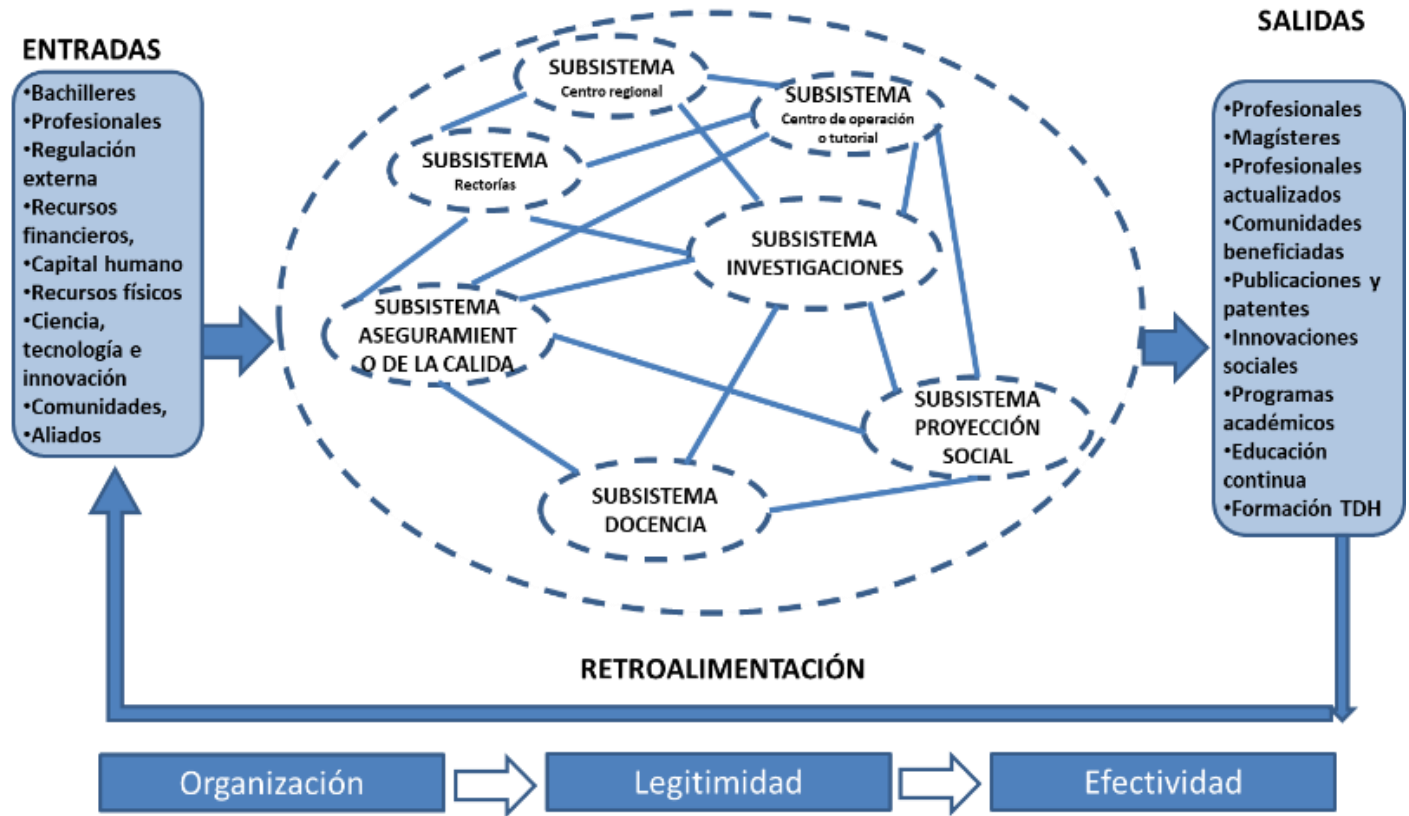 ENTRADAS
•Bachilleres
•Profesionales
•Regulación
externa
•Recursos
financieros,
•Capital humano
•Recursos físicos
•Ciencia,
tecnología e
innovación
•Comunidades,
•Aliados
SUBSISTEMA
Centro regional
SUBSISTEMA
Centro de operación
o tutorial
SUBSISTEMA
Rectorías
SUBSISTEMA
INVESTIGACIONES
SUBSISTEMA
ASEGURAMIENT
O DE LA CALIDA
SUBSISTEMA
PROYECCIÓN
SOCIAL
SUBSISTEMA
DOCENCIA
SALIDAS
•Profesionales
•Magísteres
•Profesionales
actualizados
•Comunidades
beneficiadas
•Publicaciones y
patentes
•Innovaciones
sociales
•Programas
académicos
•Educación
continua
•Formación TDH
RETROALIMENTACIÓN
Organización
Legitimidad
Efectividad